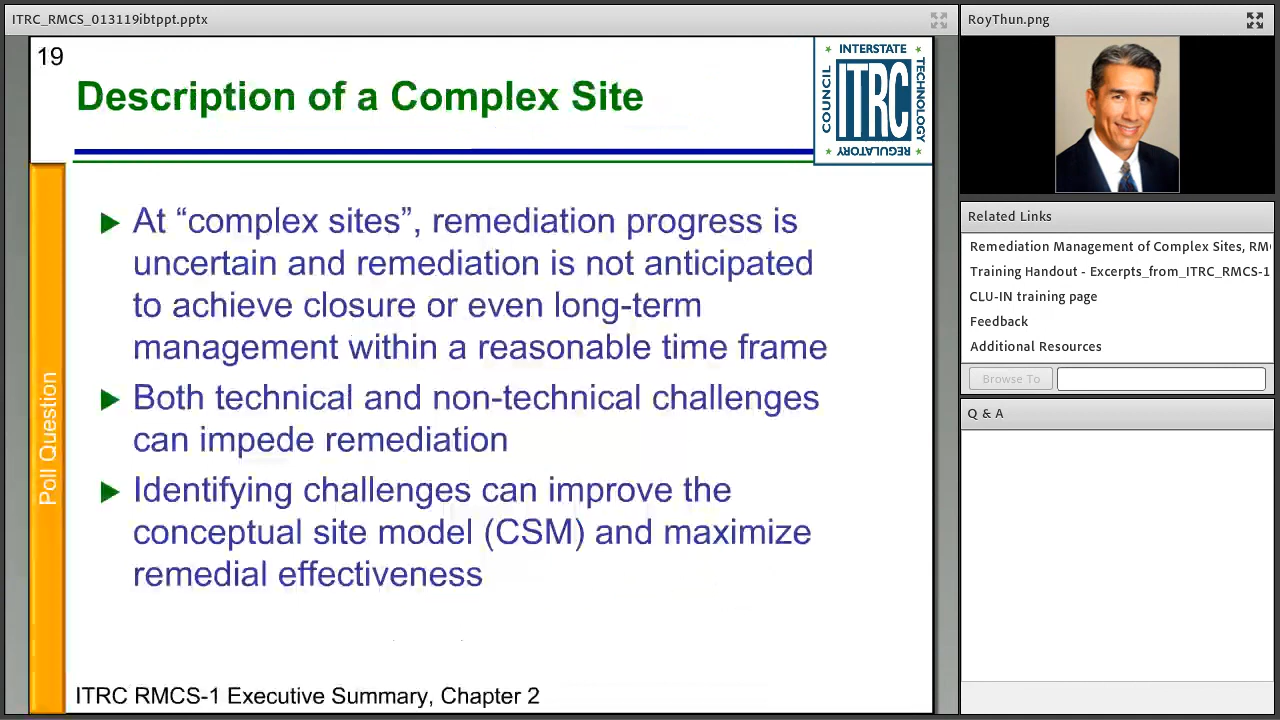 ITRC_RMCS_013119ibtppt.pptx
19
Description of a Complex Site
INTERSTATE
COUNCIL
ITRC
TECHNOLOGY
REGULATORY
At “complex sites”, remediation progress is
uncertain and remediation is not anticipated
to achieve closure or even long-term
management within a reasonable time frame
Both technical and non-technical challenges
can impede remediation
Identifying challenges can improve the
conceptual site model (CSM) and maximize
remedial effectiveness
Poll Question
ITRC RMCS-1 Executive Summary, Chapter 2
RoyThun.png
Related Links
Remediation Management of Complex Sites, RM
Training Handout - Excerpts_from_ITRC_RMCS-1
CLU-IN training page
Feedback
Additional Resources
Browse To
Q & A